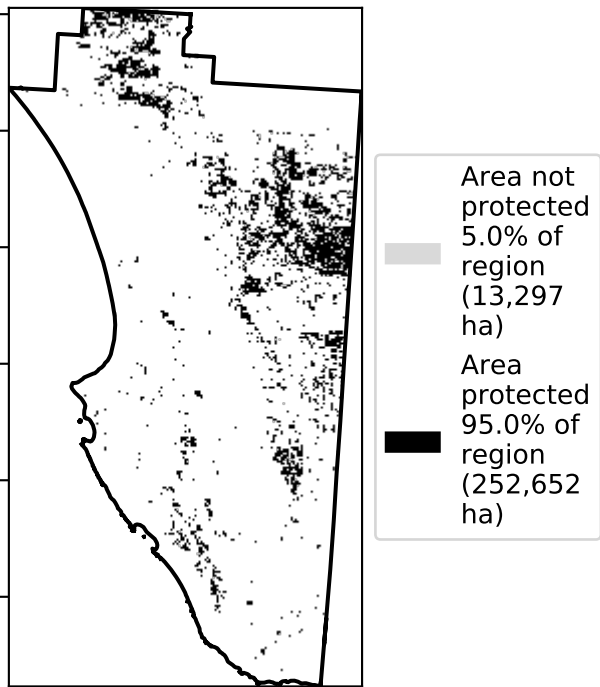 Area not
protected
5.0% of
region
(13,297
ha)
Area
protected
95.0% of
region
(252,652
ha)